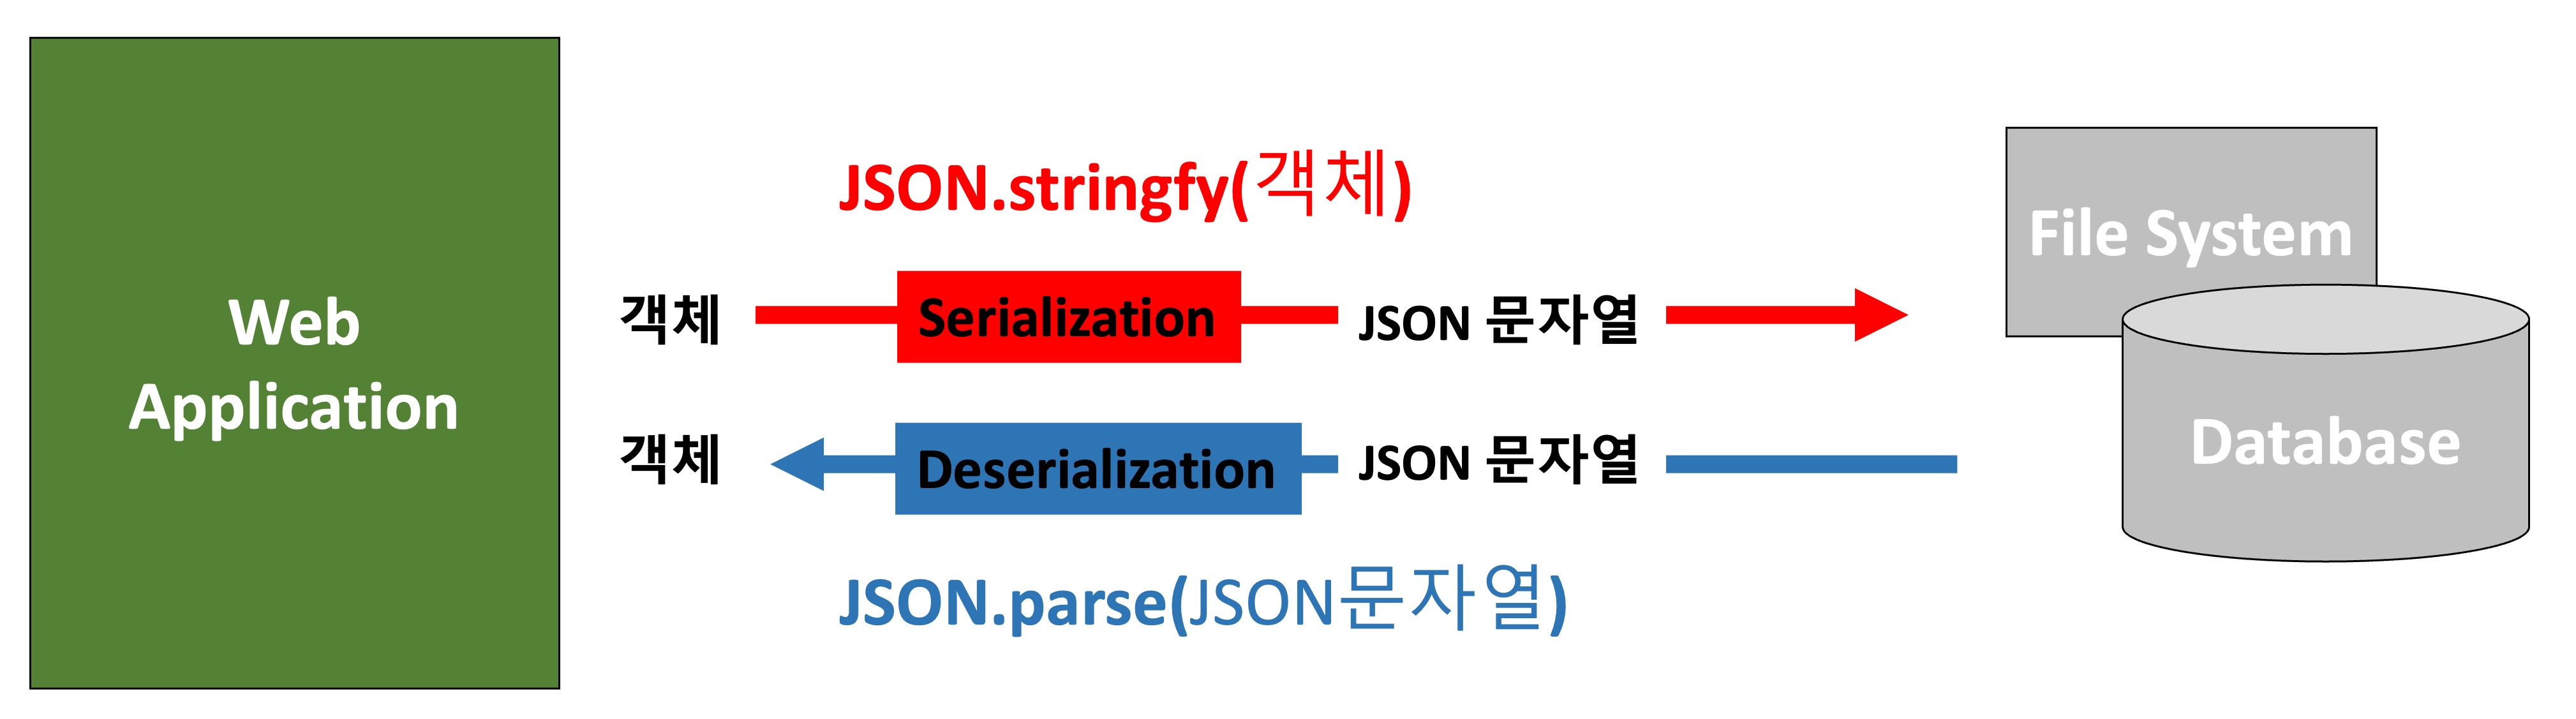 JSON.stringfy(객체)
File System
Web
Application
객체
Serialization
JSON 문자열
객체
Deserialization
JSON 문자열
Database
JSON.parse(JSON문자열)